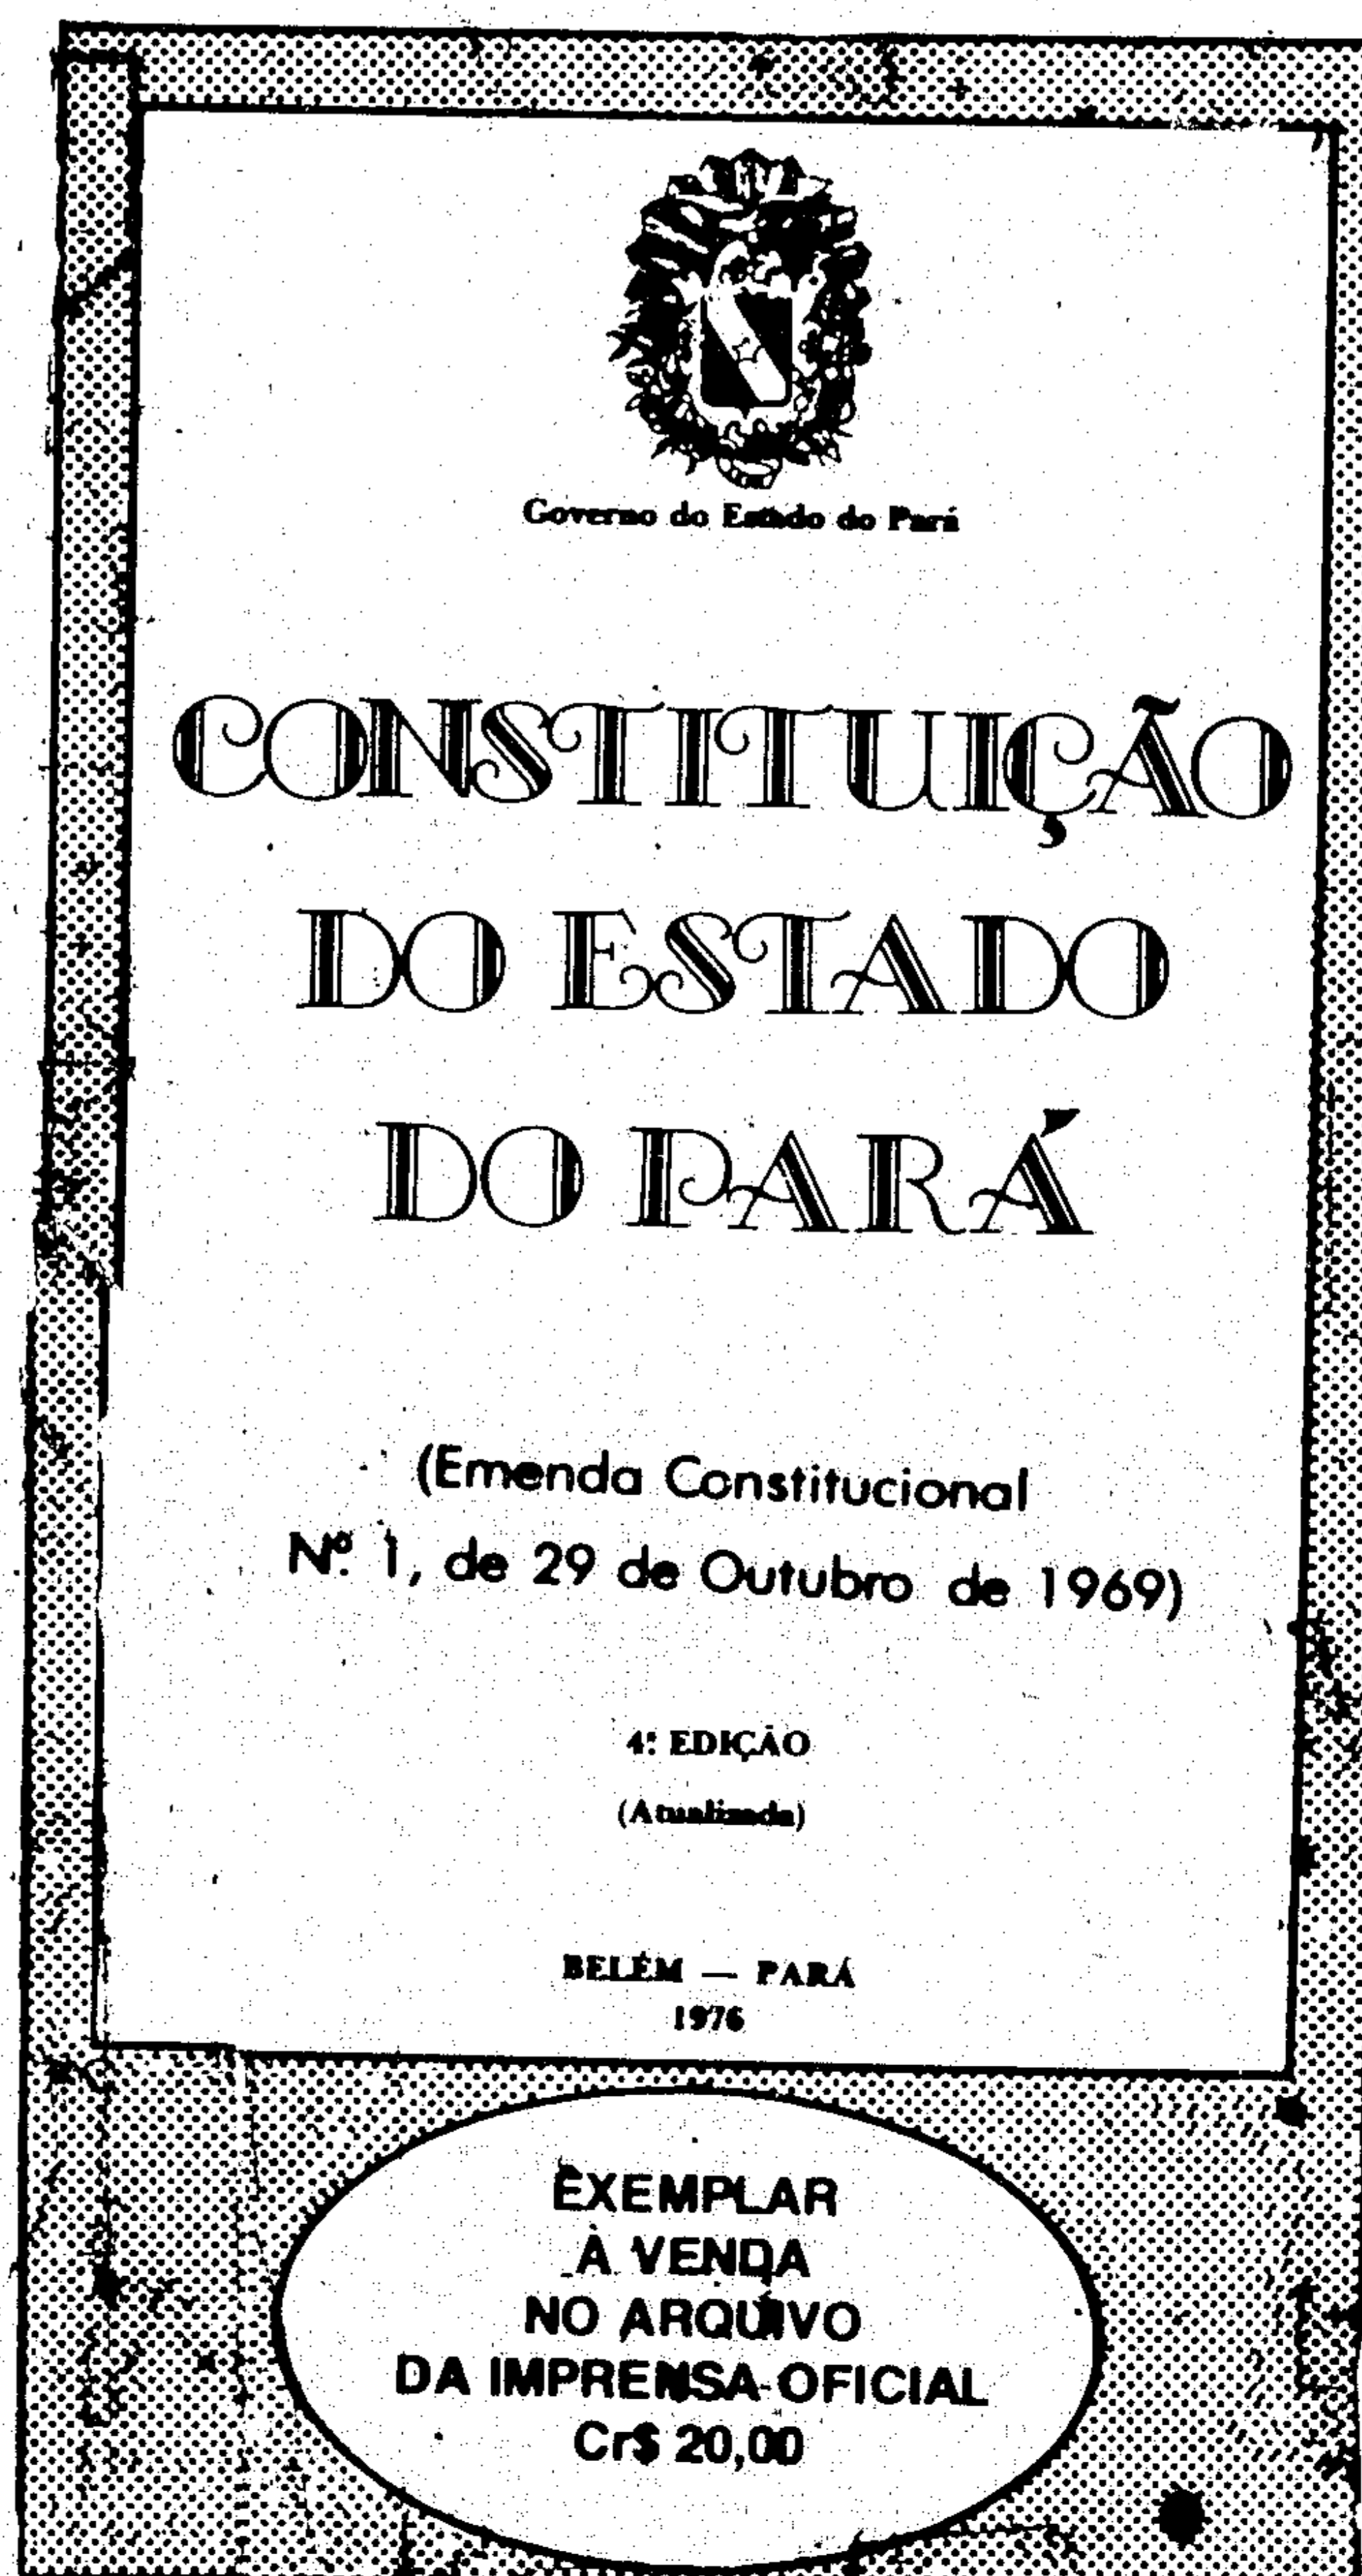 Governo do Estado do Pará
CONSTITUIÇÃO
DO ESTADO
DO PARÁ
(Emenda Constitucional
Nº 1, de 29 de Outubro de 1969)
4ª EDIÇÃO
(Atualizada)
BELÉM — PARÁ
1976
EXEMPLAR
À VENDA
NO ARQUIVO
DA IMPRENSA OFICIAL
Cr$ 20,00